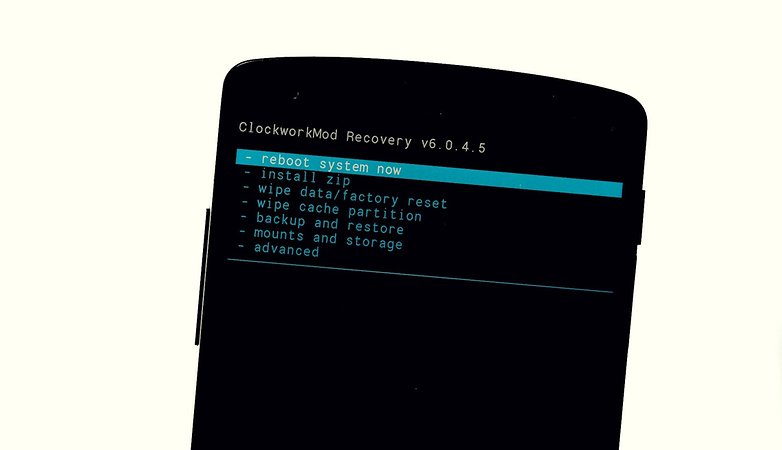 ClockworkMod Recovery v6.0.4.5
- reboot system now
- install zip
- wipe data/factory reset
- wipe cache partition
- backup and restore
- mounts and storage
- advanced